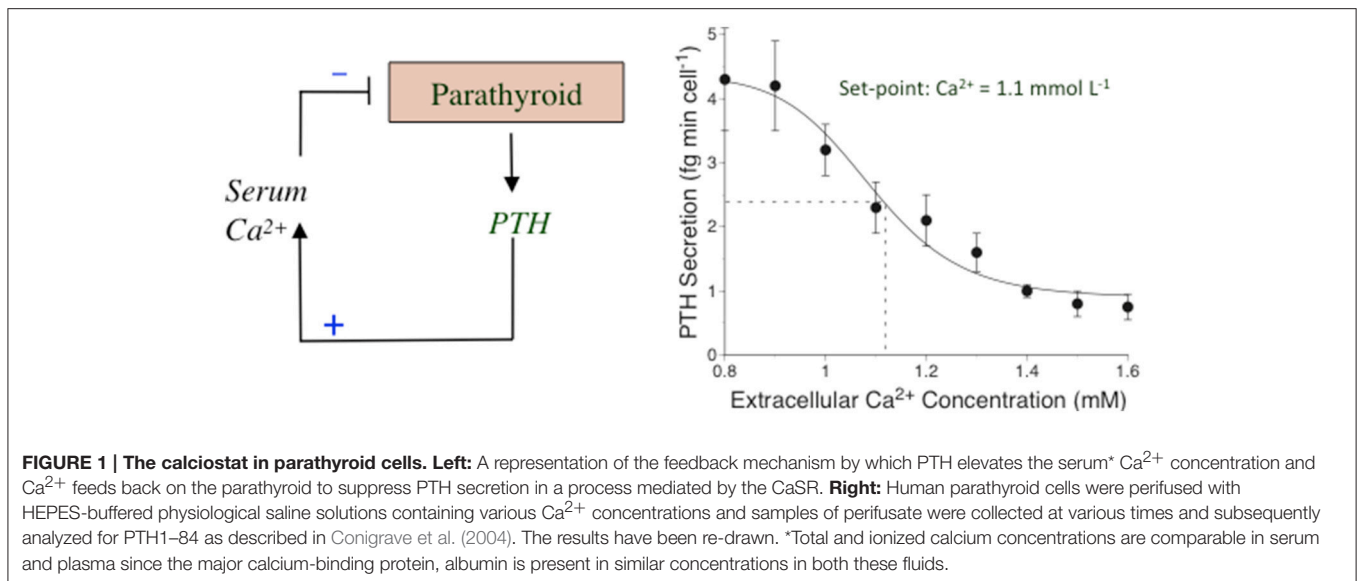 −
Parathyroid
Serum
Ca²⁺
PTH
+
5
4
3
2
1
0
PTH Secretion (fg min cell⁻¹)
Set-point: Ca²⁺ = 1.1 mmol L⁻¹
0.8 1 1.2 1.4 1.6
Extracellular Ca²⁺ Concentration (mM)
FIGURE 1 | The calciostat in parathyroid cells. Left: A representation of the feedback mechanism by which PTH elevates the serum* Ca²⁺ concentration and
Ca²⁺ feeds back on the parathyroid to suppress PTH secretion in a process mediated by the CaSR. Right: Human parathyroid cells were perifused with
HEPES-buffered physiological saline solutions containing various Ca²⁺ concentrations and samples of perifusate were collected at various times and subsequently
analyzed for PTH1–84 as described in Conigrave et al. (2004). The results have been re-drawn. *Total and ionized calcium concentrations are comparable in serum
and plasma since the major calcium-binding protein, albumin is present in similar concentrations in both these fluids.